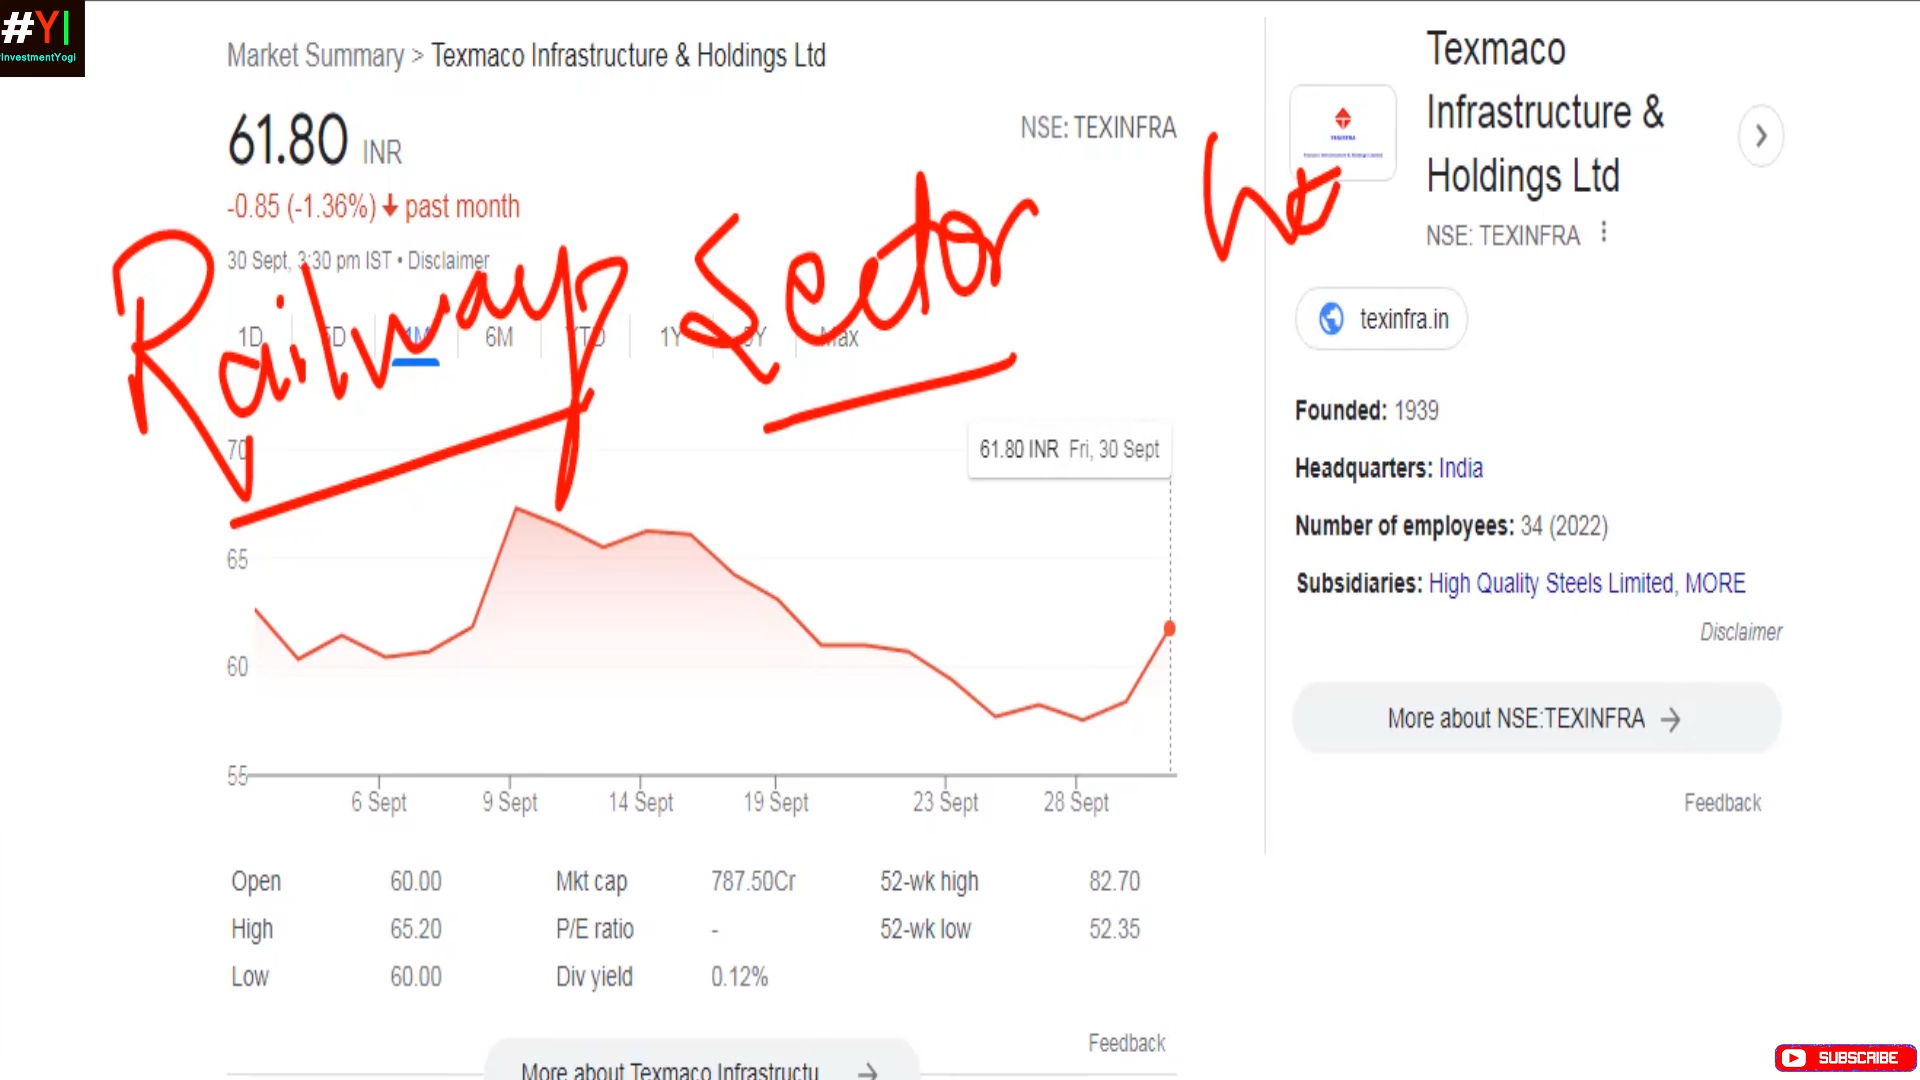 #YI
InvestmentYogi
Market Summary > Texmaco Infrastructure & Holdings Ltd
61.80 INR
NSE: TEXINFRA
-0.85 (-1.36%) past month
30 Sept, 3:30 pm IST • Disclaimer
Railway Sector
1D 5D 1M 6M YTD 1Y 5Y Max
61.80 INR Fri, 30 Sept
70
65
60
55
6 Sept 9 Sept 14 Sept 19 Sept 23 Sept 28 Sept
Open 60.00 Mkt cap 787.50Cr 52-wk high 82.70
High 65.20 P/E ratio - 52-wk low 52.35
Low 60.00 Div yield 0.12%
Feedback
More about Texmaco Infrastructu
Texmaco
Infrastructure &
Holdings Ltd
NSE: TEXINFRA
TEXINFRA
texinfra.in
Founded: 1939
Headquarters: India
Number of employees: 34 (2022)
Subsidiaries: High Quality Steels Limited, MORE
Disclaimer
More about NSE:TEXINFRA
Feedback
SUBSCRIBE